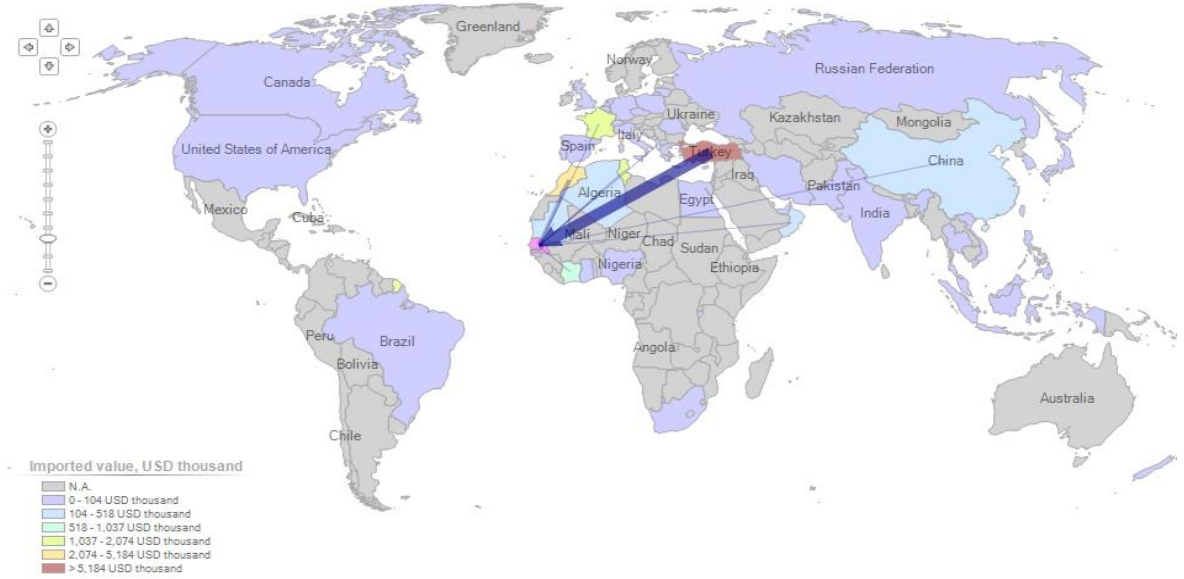 Greenland
Norway
Russian Federation
Canada
Ukraine
Kazakhstan
Mongolia
Italy
Spain
United States of America
Turkey
China
Iraq
Algeria
Pakistan
Egypt
India
Mexico
Cuba
Mali
Niger
Chad
Sudan
Nigeria
Ethiopia
Peru
Brazil
Angola
Bolivia
Australia
Chile
Imported value, USD thousand
N.A.
0 - 104 USD thousand
104 - 518 USD thousand
518 - 1,037 USD thousand
1,037 - 2,074 USD thousand
2,074 - 5,184 USD thousand
> 5,184 USD thousand